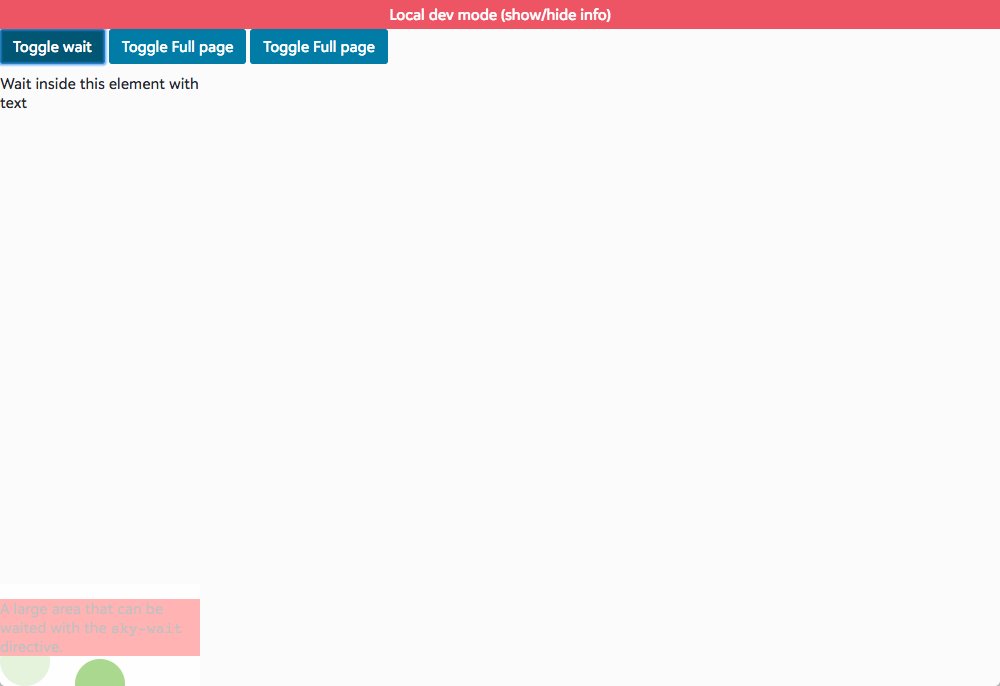 Local dev mode (show/hide info)
Toggle wait Toggle Full page Toggle Full page
Wait inside this element with
text
A large area that can be
waited with the sky-wait
directive.